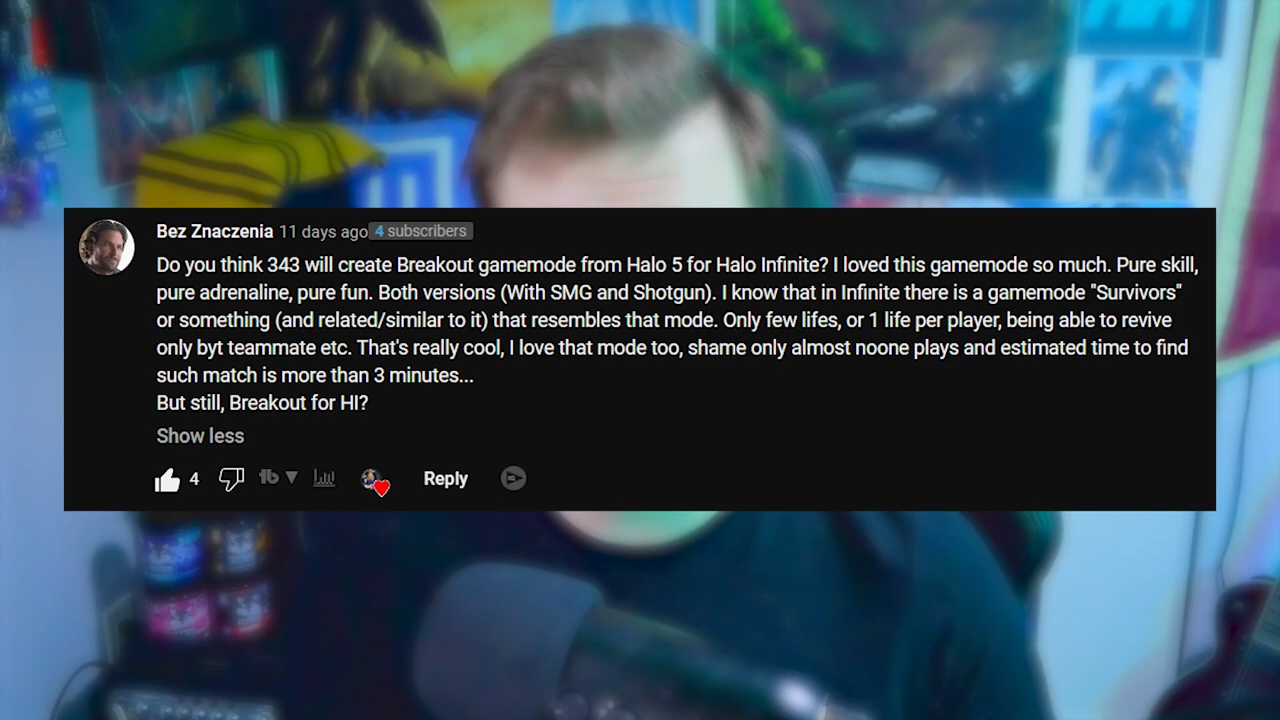 Bez Znaczenia 11 days ago 4 subscribers
Do you think 343 will create Breakout gamemode from Halo 5 for Halo Infinite? I loved this gamemode so much. Pure skill,
pure adrenaline, pure fun. Both versions (With SMG and Shotgun). I know that in Infinite there is a gamemode "Survivors"
or something (and related/similar to it) that resembles that mode. Only few lifes, or 1 life per player, being able to revive
only byt teammate etc. That's really cool, I love that mode too, shame only almost noone plays and estimated time to find
such match is more than 3 minutes...
But still, Breakout for HI?
Show less
4 Reply